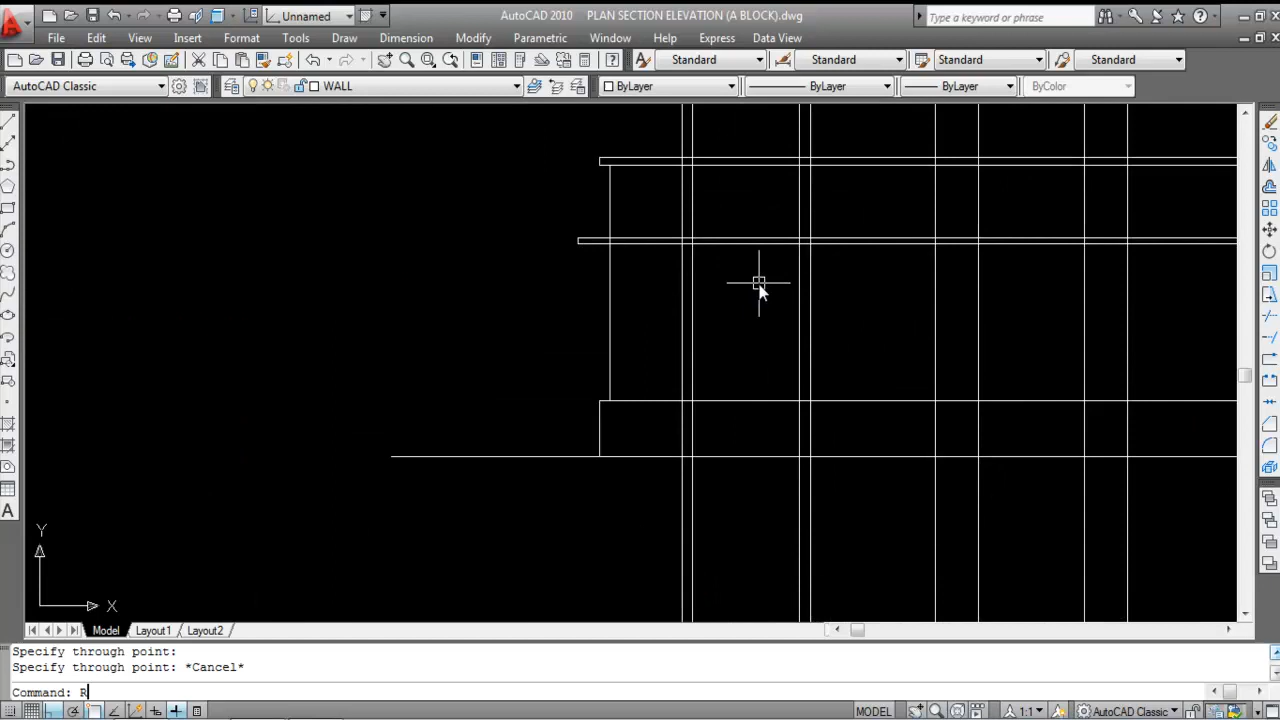 Unnamed
AutoCAD 2010 PLAN SECTION ELEVATION (A BLOCK).dwg
Type a keyword or phrase
File Edit View Insert Format Tools Draw Dimension Modify Parametric Window Help Express Data View
Standard Standard Standard Standard
AutoCAD Classic WALL ByLayer ByLayer ByLayer ByColor
A
Y
X
Model Layout1 Layout2
Specify through point:
Specify through point: *Cancel*
Command: R
MODEL 1:1 AutoCAD Classic